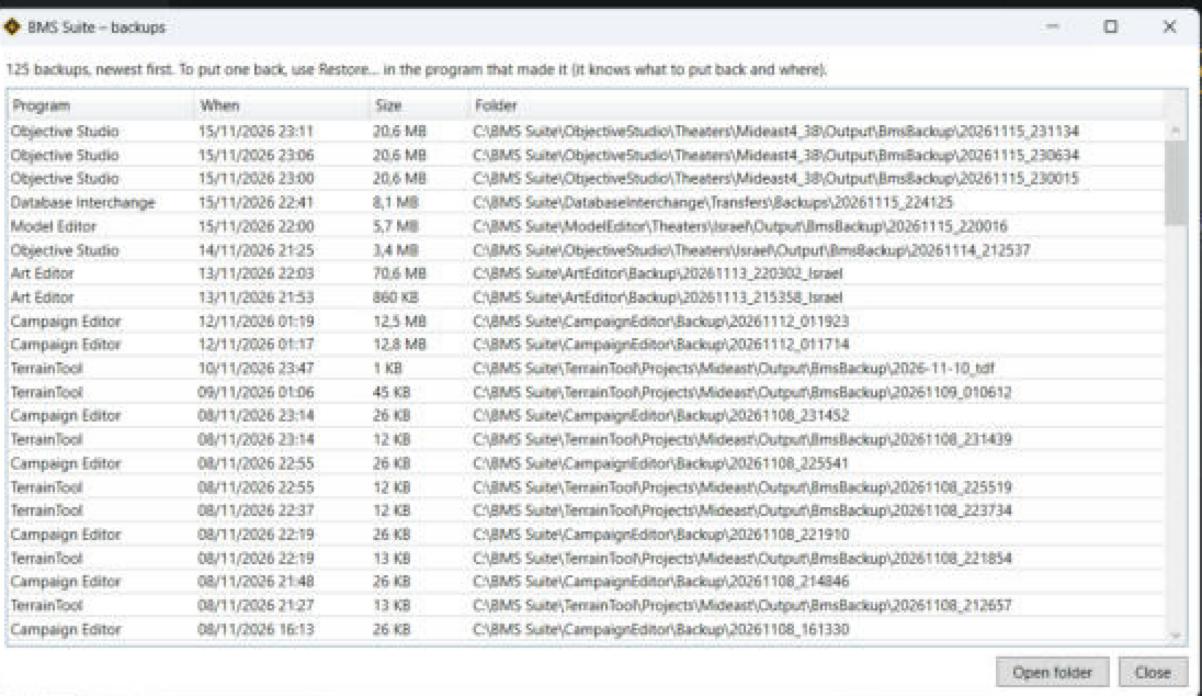 BMS Suite – backups
125 backups, newest first. To put one back, use Restore... in the program that made it (it knows what to put back and where).
Program When Size Folder
Objective Studio 15/11/2026 23:11 20,6 MB C:\BMS Suite\ObjectiveStudio\Theaters\Mideast4_38\Output\BmsBackup\20261115_231134
Objective Studio 15/11/2026 23:06 20,6 MB C:\BMS Suite\ObjectiveStudio\Theaters\Mideast4_38\Output\BmsBackup\20261115_230634
Objective Studio 15/11/2026 23:00 20,6 MB C:\BMS Suite\ObjectiveStudio\Theaters\Mideast4_38\Output\BmsBackup\20261115_230015
Database Interchange 15/11/2026 22:41 8,1 MB C:\BMS Suite\DatabaseInterchange\Transfers\Backups\20261115_224125
Model Editor 15/11/2026 22:00 5,7 MB C:\BMS Suite\ModelEditor\Theaters\Israel\Output\BmsBackup\20261115_220016
Objective Studio 14/11/2026 21:25 3,4 MB C:\BMS Suite\ObjectiveStudio\Theaters\Israel\Output\BmsBackup\20261114_212537
Art Editor 13/11/2026 22:03 70,6 MB C:\BMS Suite\ArtEditor\Backup\20261113_220302_Israel
Art Editor 13/11/2026 21:53 860 KB C:\BMS Suite\ArtEditor\Backup\20261113_215358_Israel
Campaign Editor 12/11/2026 01:19 12,5 MB C:\BMS Suite\CampaignEditor\Backup\20261112_011923
Campaign Editor 12/11/2026 01:17 12,8 MB C:\BMS Suite\CampaignEditor\Backup\20261112_011714
TerrainTool 10/11/2026 23:47 1 KB C:\BMS Suite\TerrainTool\Projects\Mideast\Output\BmsBackup\2026-11-10_tdf
TerrainTool 09/11/2026 01:06 45 KB C:\BMS Suite\TerrainTool\Projects\Mideast\Output\BmsBackup\20261109_010612
Campaign Editor 08/11/2026 23:14 26 KB C:\BMS Suite\CampaignEditor\Backup\20261108_231452
TerrainTool 08/11/2026 23:14 12 KB C:\BMS Suite\TerrainTool\Projects\Mideast\Output\BmsBackup\20261108_231439
Campaign Editor 08/11/2026 22:55 26 KB C:\BMS Suite\CampaignEditor\Backup\20261108_225541
TerrainTool 08/11/2026 22:55 12 KB C:\BMS Suite\TerrainTool\Projects\Mideast\Output\BmsBackup\20261108_225519
TerrainTool 08/11/2026 22:37 12 KB C:\BMS Suite\TerrainTool\Projects\Mideast\Output\BmsBackup\20261108_223734
Campaign Editor 08/11/2026 22:19 26 KB C:\BMS Suite\CampaignEditor\Backup\20261108_221910
TerrainTool 08/11/2026 22:19 13 KB C:\BMS Suite\TerrainTool\Projects\Mideast\Output\BmsBackup\20261108_221854
Campaign Editor 08/11/2026 21:48 26 KB C:\BMS Suite\CampaignEditor\Backup\20261108_214846
TerrainTool 08/11/2026 21:27 13 KB C:\BMS Suite\TerrainTool\Projects\Mideast\Output\BmsBackup\20261108_212657
Campaign Editor 08/11/2026 16:13 26 KB C:\BMS Suite\CampaignEditor\Backup\20261108_161330
Open folder Close